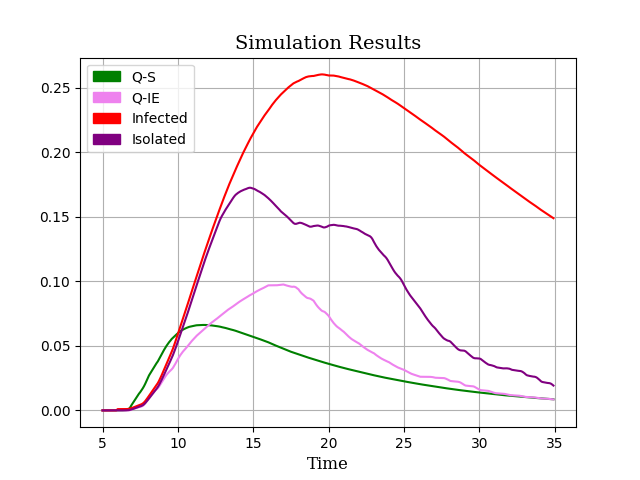 Simulation Results
Q-S
Q-IE
Infected
Isolated
0.25
0.20
0.15
0.10
0.05
0.00
5 10 15 20 25 30 35
Time